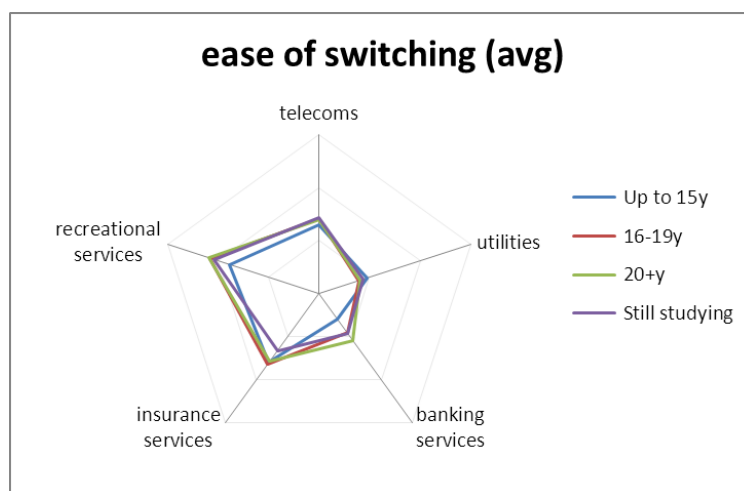 ease of switching (avg)
telecoms
recreational
services
utilities
insurance
services
banking
services
Up to 15y
16-19y
20+y
Still studying